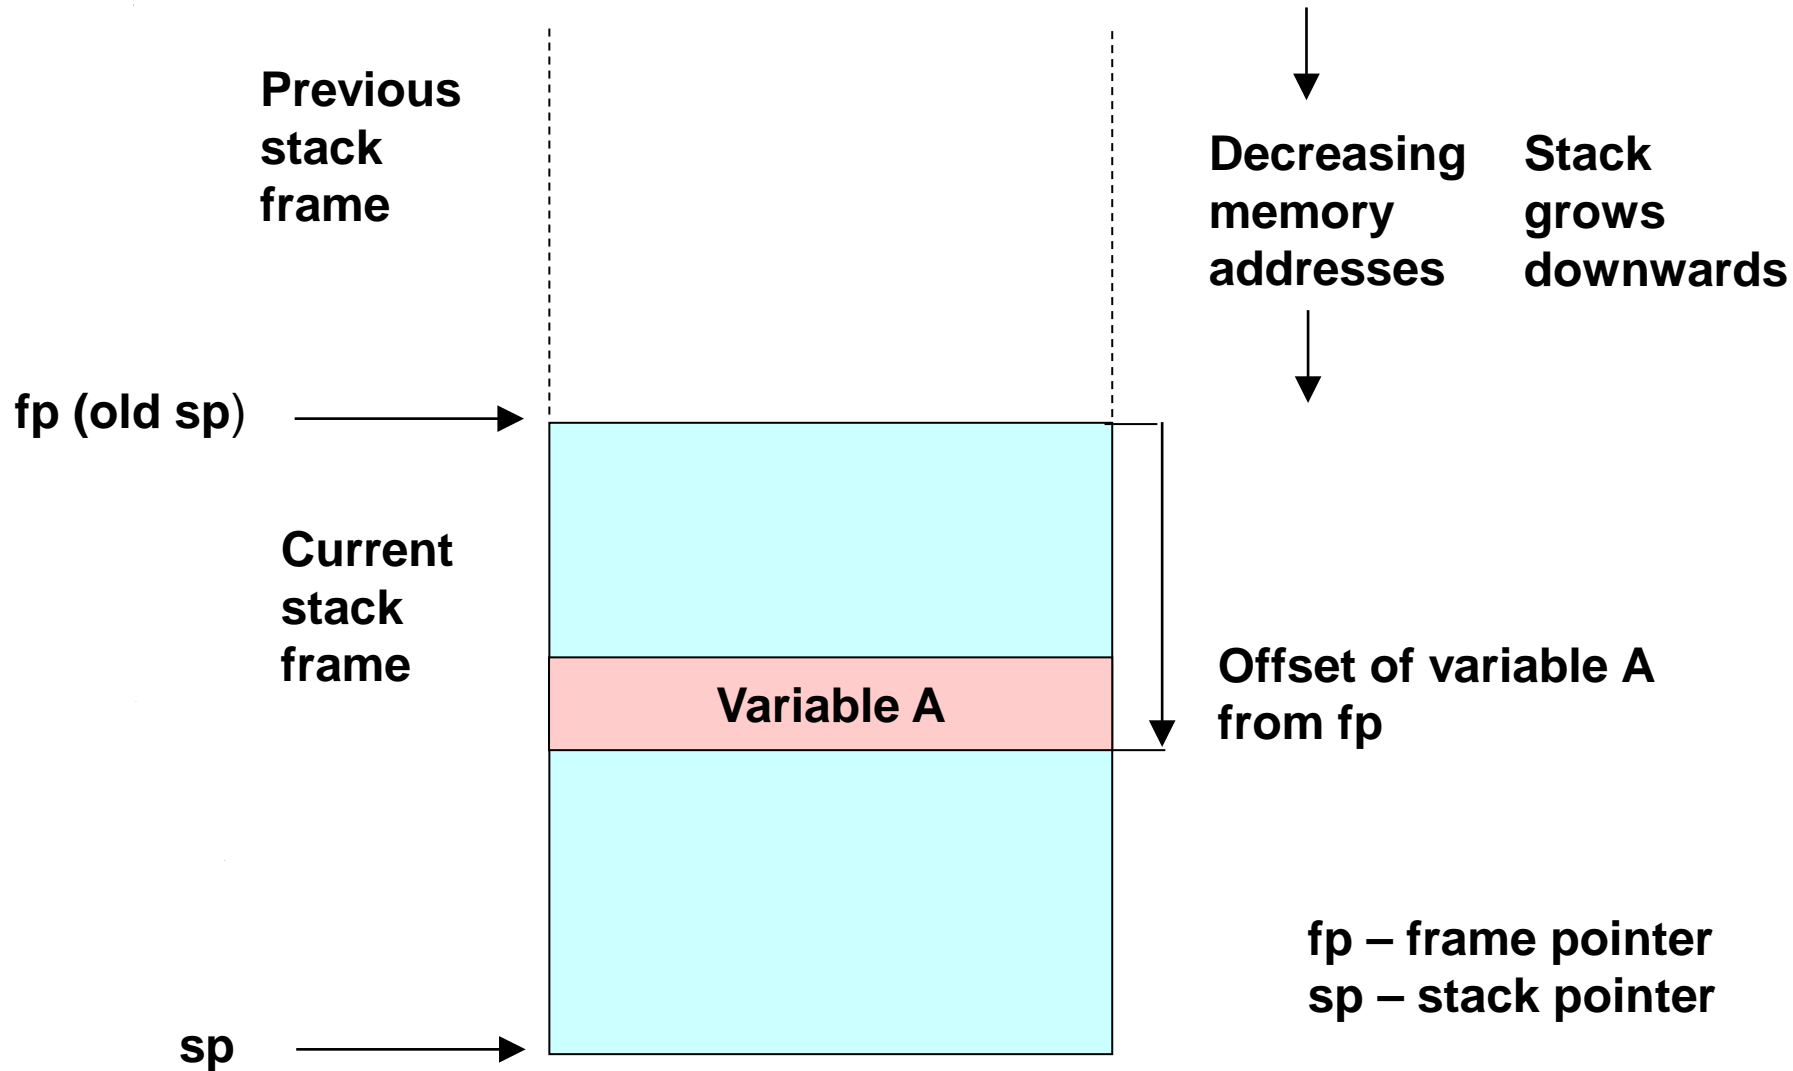 Previous
stack
frame
Decreasing
memory
addresses
Stack
grows
downwards
fp (old sp)
Current
stack
frame
Variable A
Offset of variable A
from fp
fp – frame pointer
sp – stack pointer
sp